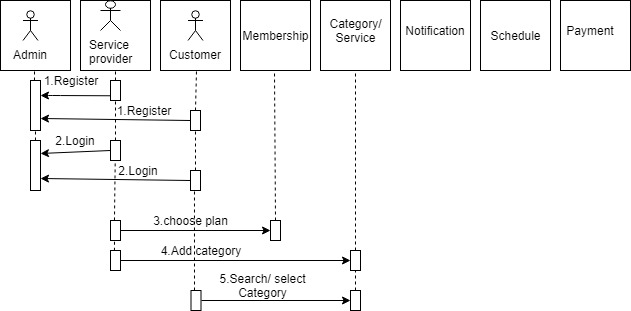 Admin
Service
provider
Customer
Membership
Category/
Service
Notification
Schedule
Payment
1.Register
1.Register
2.Login
2.Login
3.choose plan
4.Add category
5.Search/ select
Category